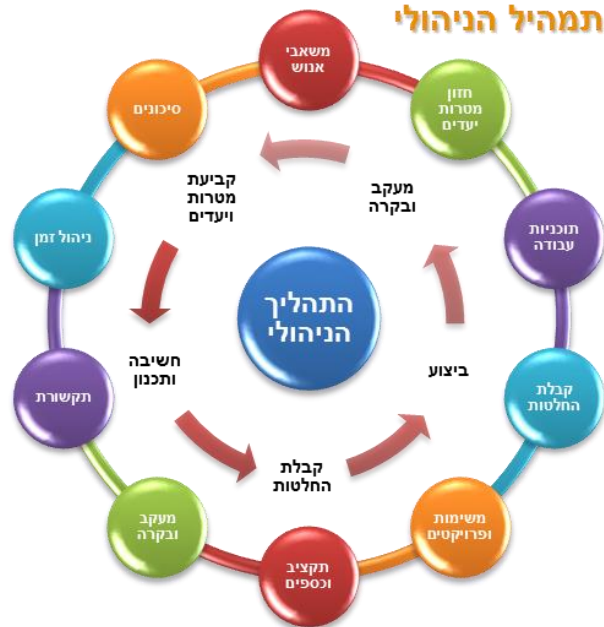 תמהיל הניהולי
משאבי
אנוש
חזון
מטרות
יעדים
תוכניות
עבודה
קבלת
החלטות
משימות
ופרויקטים
תקציב
וכספים
מעקב
ובקרה
תקשורת
ניהול זמן
סיכונים
קביעת
מטרות
ויעדים
חשיבה
ותכנון
קבלת
החלטות
ביצוע
מעקב
ובקרה
התהליך
הניהולי